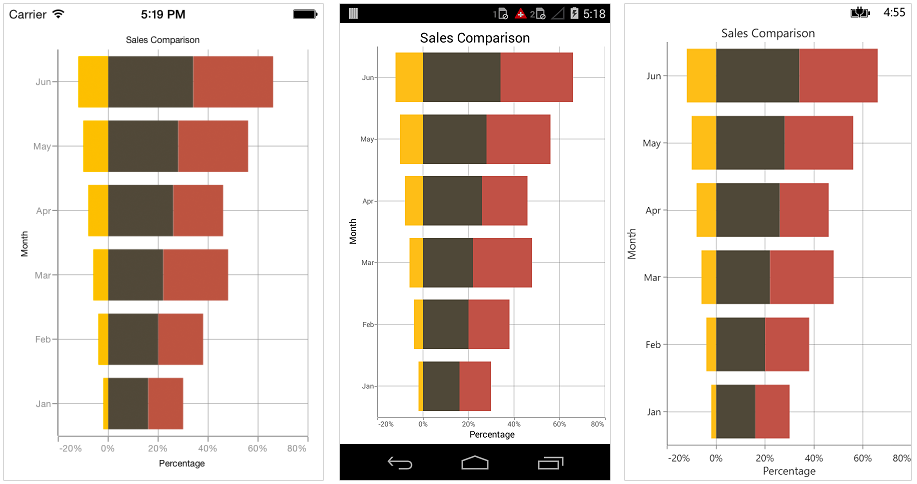 Carrier 5:19 PM
Sales Comparison
Jun
May
Apr
Mar
Feb
Jan
Month
-20% 0% 20% 40% 60% 80%
Percentage
1 2 5:18
Sales Comparison
Jun
May
Apr
Mar
Feb
Jan
Month
-20% 0% 20% 40% 60% 80%
Percentage
4:55
Sales Comparison
Jun
May
Apr
Mar
Feb
Jan
Month
-20% 0% 20% 40% 60% 80%
Percentage